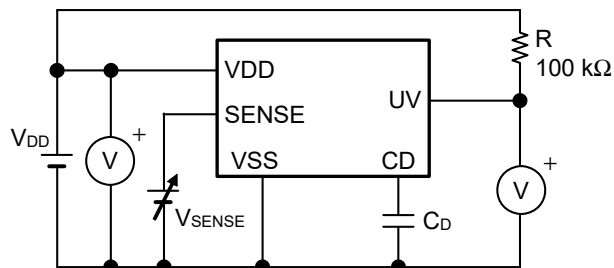 R
100 kΩ
VDD
UV
SENSE
VDD
V
+
VSS
CD
V
+
VSENSE
CD